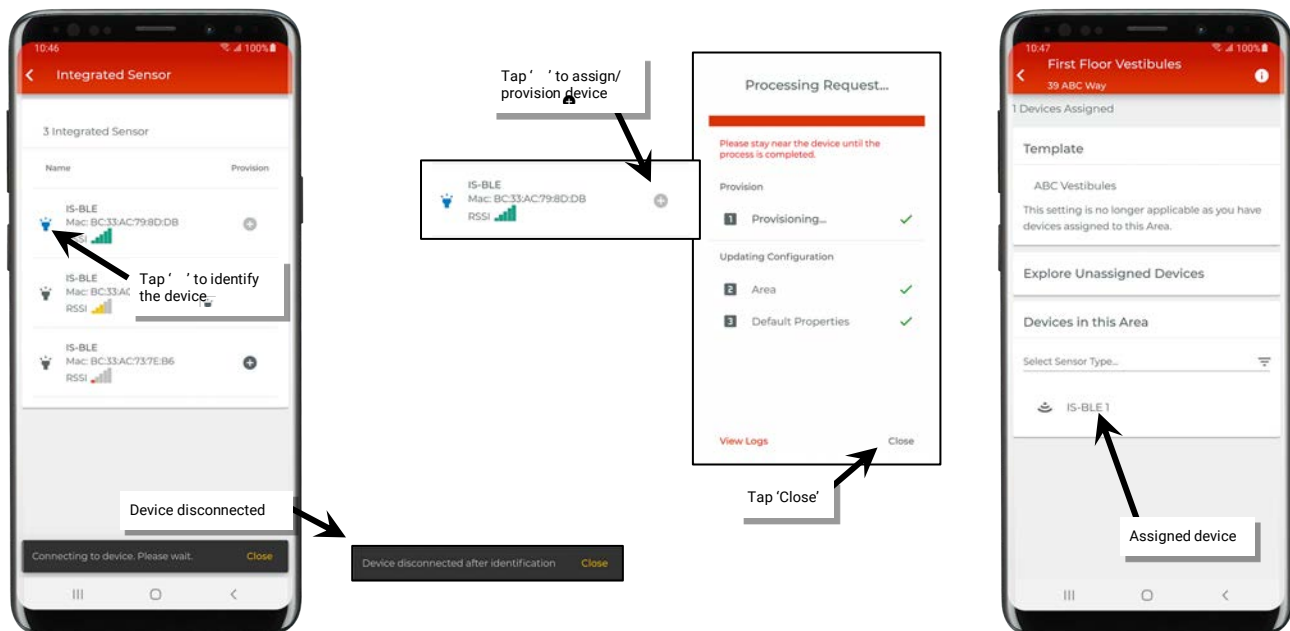 10:46
100%
Integrated Sensor
3 Integrated Sensor
Name Provision
IS-BLE
Mac: BC:33:AC:79:8D:DB
RSSI
IS-BLE
Mac: BC:33:AC
RSSI
Tap ‘ ’ to identify
the device
IS-BLE
Mac: BC:33:AC:73:7E:B6
RSSI
Device disconnected
Connecting to device. Please wait. Close
Device disconnected after identification Close
Tap ‘ ’ to assign/
provision device
IS-BLE
Mac: BC:33:AC:79:8D:DB
RSSI
Processing Request...
Please stay near the device until the
process is completed.
Provision
1 Provisioning...
Updating Configuration
2 Area
3 Default Properties
View Logs Close
Tap ‘Close’
10:47
100%
First Floor Vestibules
39 ABC Way
1 Devices Assigned
Template
ABC Vestibules
This setting is no longer applicable as you have
devices assigned to this Area.
Explore Unassigned Devices
Devices in this Area
Select Sensor Type...
IS-BLE 1
Assigned device